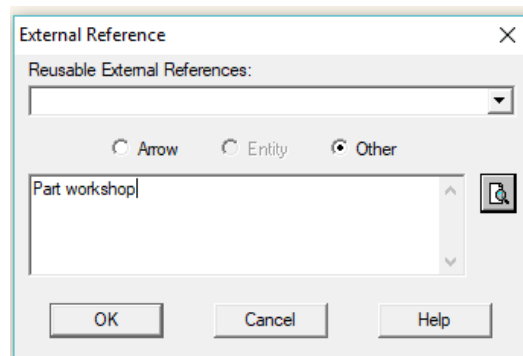 External Reference
Reusable External References:
Arrow Entity Other
Part workshop
OK Cancel Help